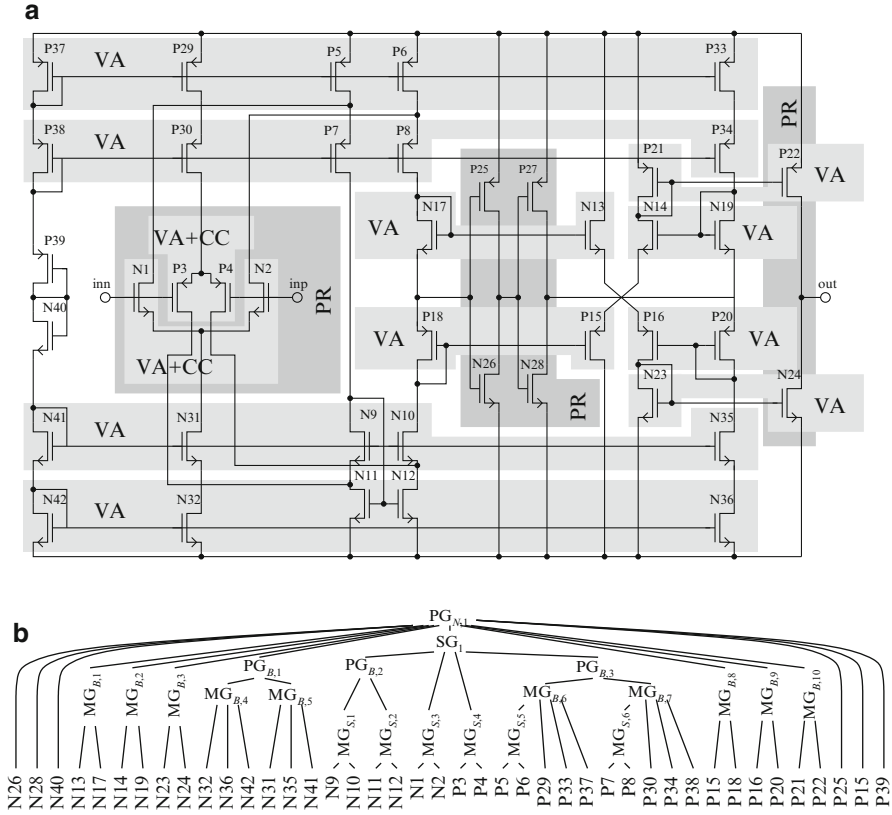 a
P37 VA P29 P5 P6 P33
P38 VA P30 P7 P8 P34
PR
P25 P27 P21 P22 VA
VA N17 N13 N14 N19 VA
P39 VA+CC
inn N1 P3 P4 N2 inp PR out
N40
VA P18 P15 P16 P20 VA
VA+CC
N26 N28 N23 N24 VA
PR
N41 VA N31 N9 N10 N35
N11 N12
N42 VA N32 N36
b
PG_{N,1}
SG_1
PG_{B,1} PG_{B,2} PG_{B,3}
MG_{B,1} MG_{B,2} MG_{B,3} MG_{B,4} MG_{B,5} MG_{B,6} MG_{B,7} MG_{B,8} MG_{B,9} MG_{B,10}
MG_{S,1} MG_{S,2} MG_{S,3} MG_{S,4} MG_{S,5} MG_{S,6}
N26 N28 N40 N13 N17 N14 N19 N23 N24 N32 N36 N42 N31 N35 N41 N9 N10 N11 N12 N1 N2 P3 P4 P5 P6 P29 P33 P37 P7 P8 P30 P34 P38 P15 P18 P16 P20 P21 P22 P25 P15 P39